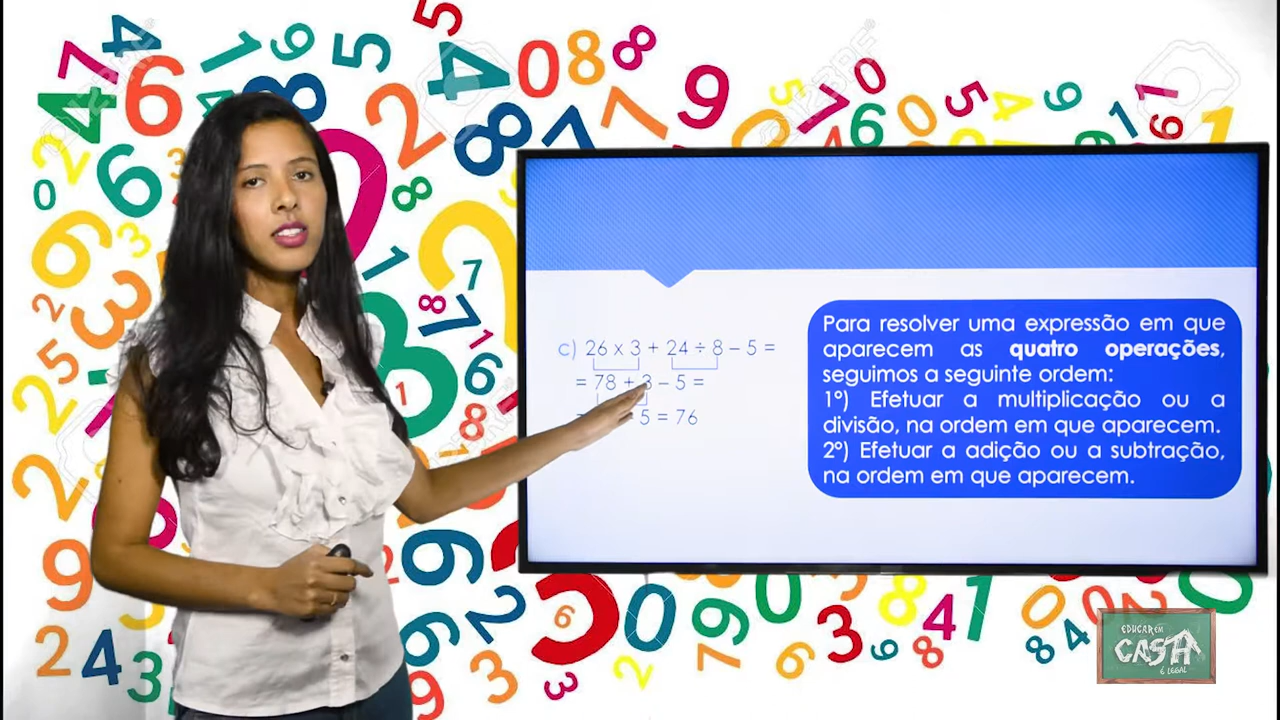 c) 26 x 3 + 24 ÷ 8 – 5 =
= 78 + 3 – 5 =
5 = 76
Para resolver uma expressão em que
aparecem as quatro operações,
seguimos a seguinte ordem:
1º) Efetuar a multiplicação ou a
divisão, na ordem em que aparecem.
2º) Efetuar a adição ou a subtração,
na ordem em que aparecem.
EDUCAR EM
CASA
É LEGAL